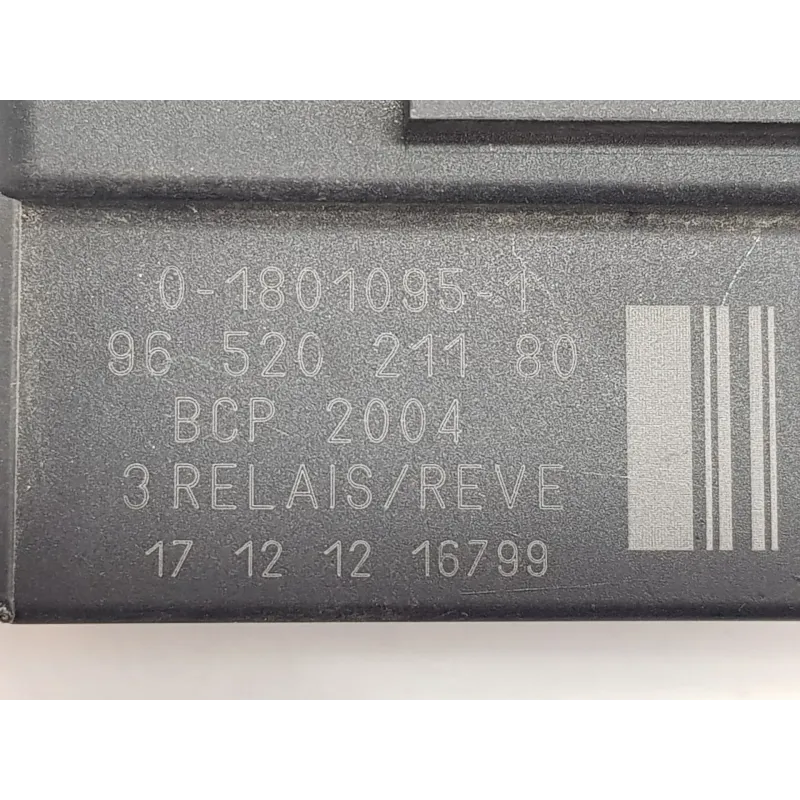 0-1801095-1
96 520 211 80
BCP 2004
3 RELAIS/REVE
17 12 12 16799